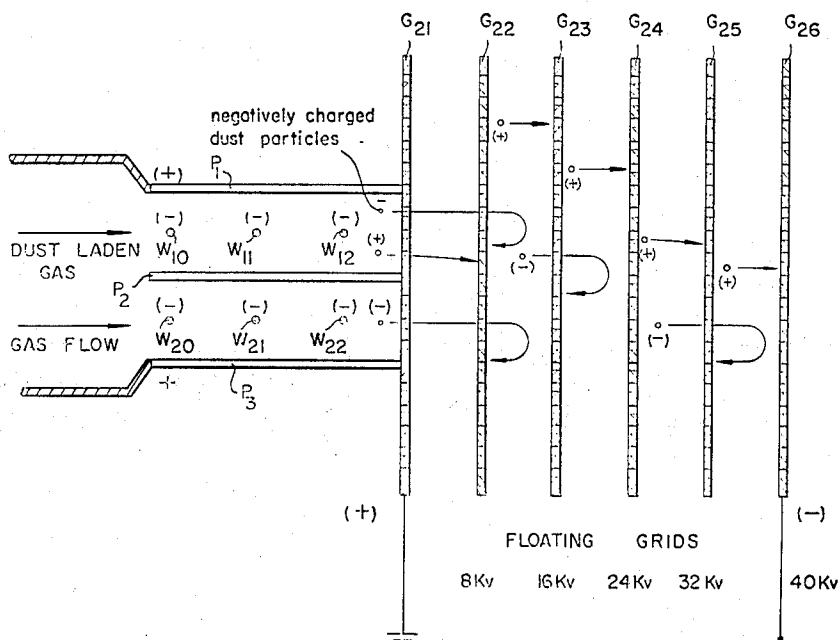 G21 G22 G23 G24 G25 G26
negatively charged
dust particles
(+)
(+) P1
(+)
-
(-) (-) (-) (+)
DUST LADEN
GAS
W10 W11 W12
(-) (+) (+)
P2
(-) (-) (-) (-)
GAS FLOW
W20 W21 W22
(-)
+ P3
(+) (-)
FLOATING GRIDS
8Kv 16Kv 24Kv 32Kv 40Kv